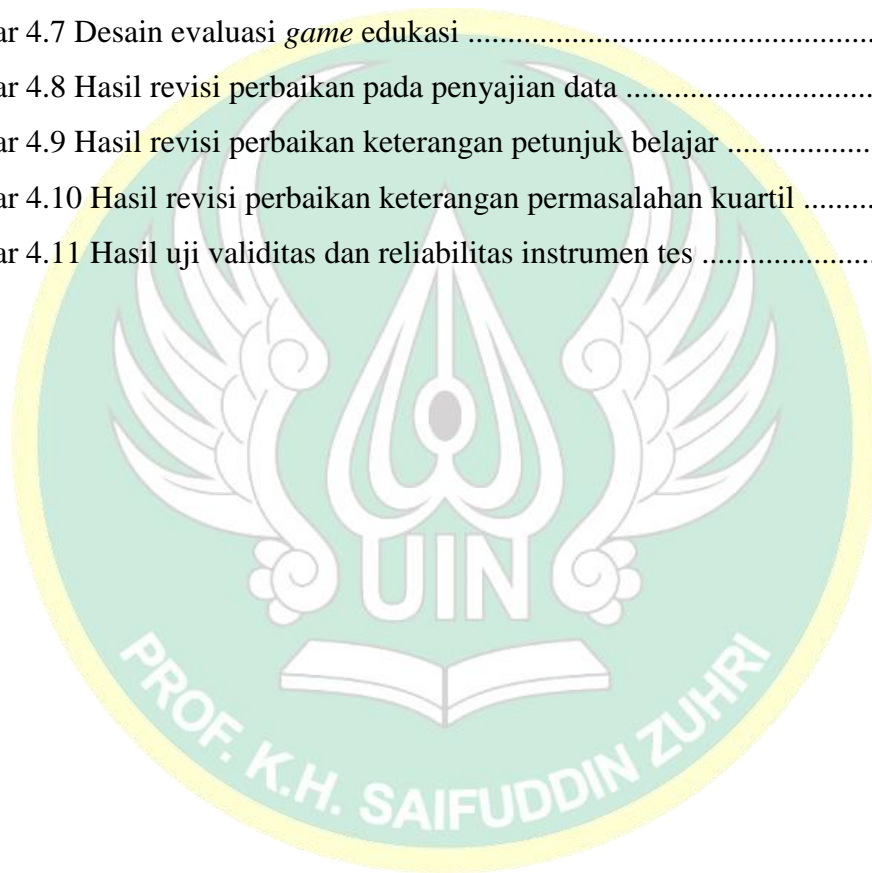 ar 4.7 Desain evaluasi game edukasi ...................................................
ar 4.8 Hasil revisi perbaikan pada penyajian data ...............................
ar 4.9 Hasil revisi perbaikan keterangan petunjuk belajar ..................
ar 4.10 Hasil revisi perbaikan keterangan permasalahan kuartil .........
ar 4.11 Hasil uji validitas dan reliabilitas instrumen tes ......................
UIN
PROF. K.H. SAIFUDDIN ZUHRI